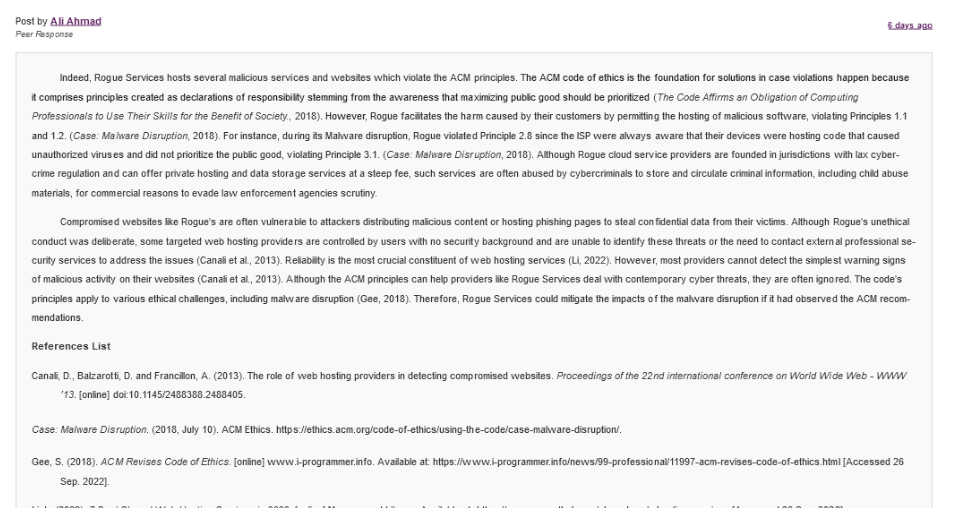 Post by Ali Ahmad
6 days ago
Peer Response
Indeed, Rogue Services hosts several malicious services and websites which violate the ACM principles. The ACM code of ethics is the foundation for solutions in case violations happen because
it comprises principles created as declarations of responsibility stemming from the awareness that maximizing public good should be prioritized (The Code Affirms an Obligation of Computing
Professionals to Use Their Skills for the Benefit of Society., 2018). However, Rogue facilitates the harm caused by their customers by permitting the hosting of malicious software, violating Principles 1.1
and 1.2. (Case: Malware Disruption, 2018). For instance, during its Malware disruption, Rogue violated Principle 2.8 since the ISP were always aware that their devices were hosting code that caused
unauthorized viruses and did not prioritize the public good, violating Principle 3.1. (Case: Malware Disruption, 2018). Although Rogue cloud service providers are founded in jurisdictions with lax cyber-
crime regulation and can offer private hosting and data storage services at a steep fee, such services are often abused by cybercriminals to store and circulate criminal information, including child abuse
materials, for commercial reasons to evade law enforcement agencies scrutiny.
Compromised websites like Rogue's are often vulnerable to attackers distributing malicious content or hosting phishing pages to steal confidential data from their victims. Although Rogue's unethical
conduct was deliberate, some targeted web hosting providers are controlled by users with no security background and are unable to identify these threats or the need to contact external professional se-
curity services to address the issues (Canali et al., 2013). Reliability is the most crucial constituent of web hosting services (Li, 2022). However, most providers cannot detect the simplest warning signs
of malicious activity on their websites (Canali et al., 2013). Although the ACM principles can help providers like Rogue Services deal with contemporary cyber threats, they are often ignored. The code's
principles apply to various ethical challenges, including malware disruption (Gee, 2018). Therefore, Rogue Services could mitigate the impacts of the malware disruption if it had observed the ACM recom-
mendations.
References List
Canali, D., Balzarotti, D. and Francillon, A. (2013). The role of web hosting providers in detecting compromised websites. Proceedings of the 22nd international conference on World Wide Web - WWW
'13. [online] doi:10.1145/2488388.2488405.
Case: Malware Disruption. (2018, July 10). ACM Ethics. https://ethics.acm.org/code-of-ethics/using-the-code/case-malware-disruption/.
Gee, S. (2018). ACM Revises Code of Ethics. [online] www.i-programmer.info. Available at: https://www.i-programmer.info/news/99-professional/11997-acm-revises-code-of-ethics.html [Accessed 26
Sep. 2022].